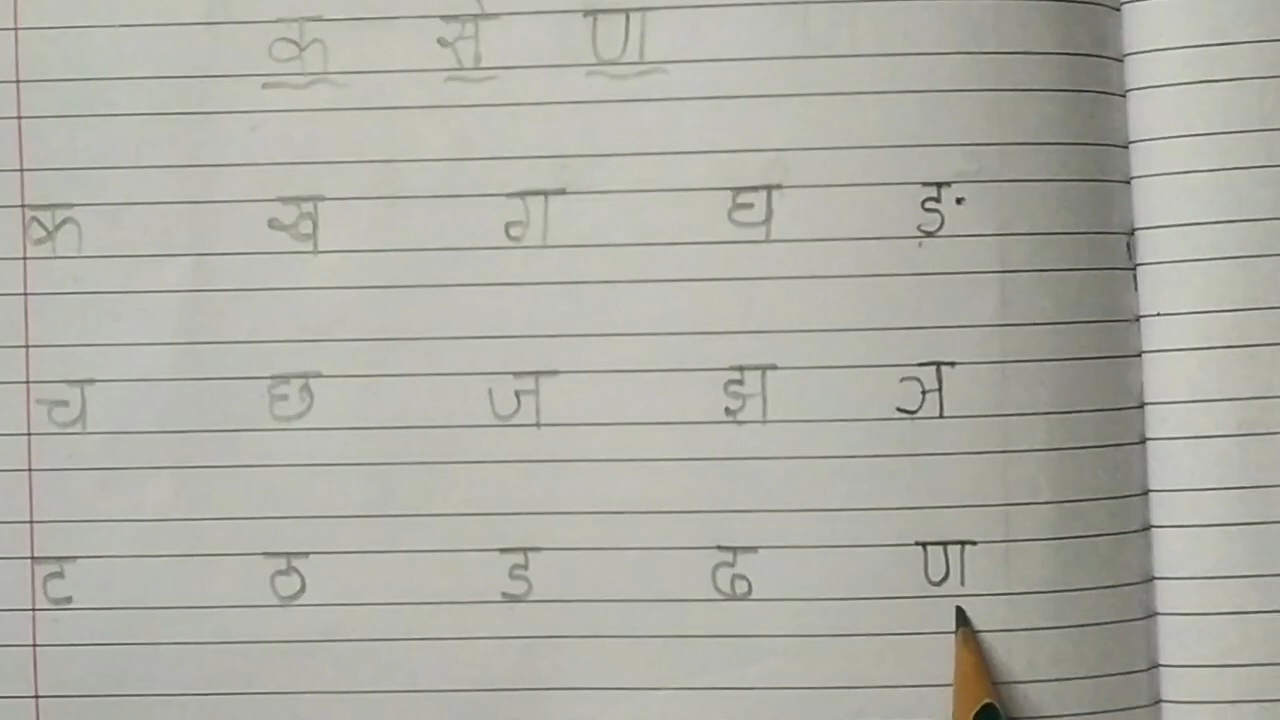 क से ण
क ख ग घ ङ
च छ ज झ ञ
ट ठ ड ढ ण